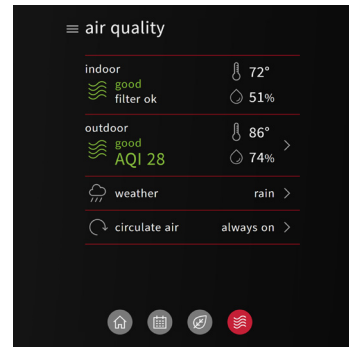 air quality
indoor
good
filter ok
72°
51%
outdoor
good
AQI 28
86°
74%
weather
rain
circulate air
always on